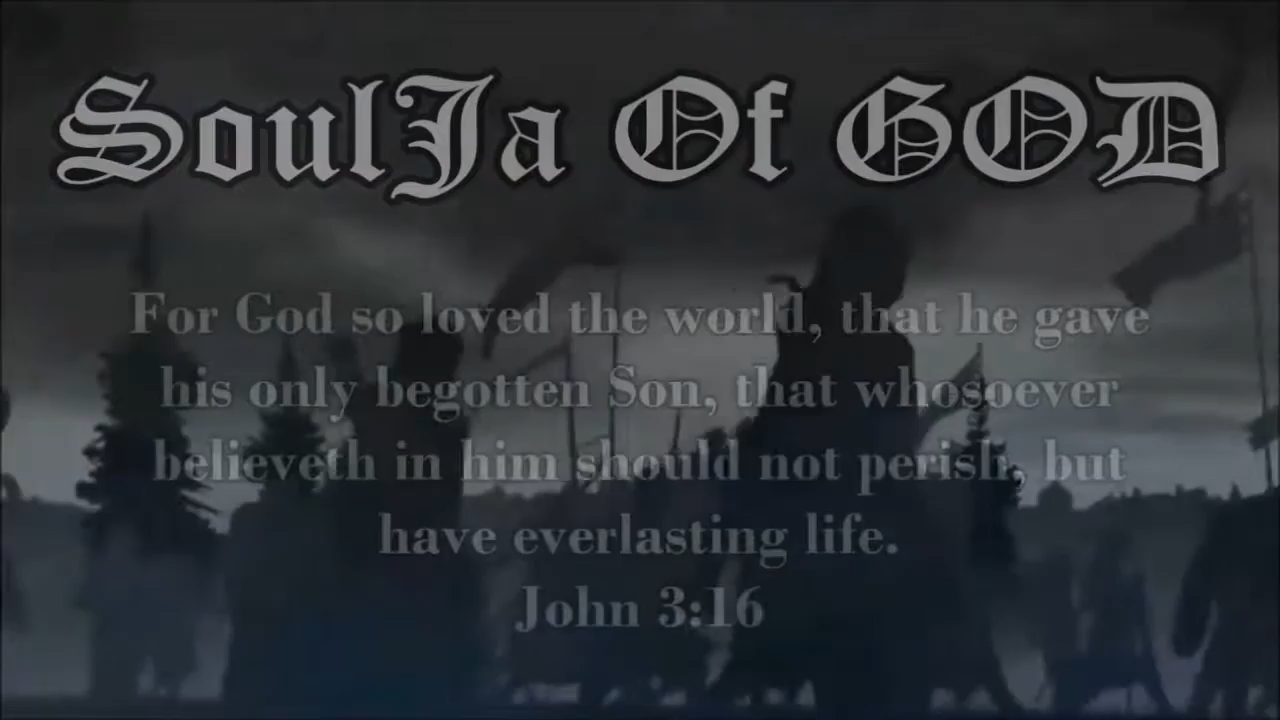 SoulJa Of GOD
For God so loved the world, that he gave
his only begotten Son, that whosoever
believeth in him should not perish, but
have everlasting life.
John 3:16